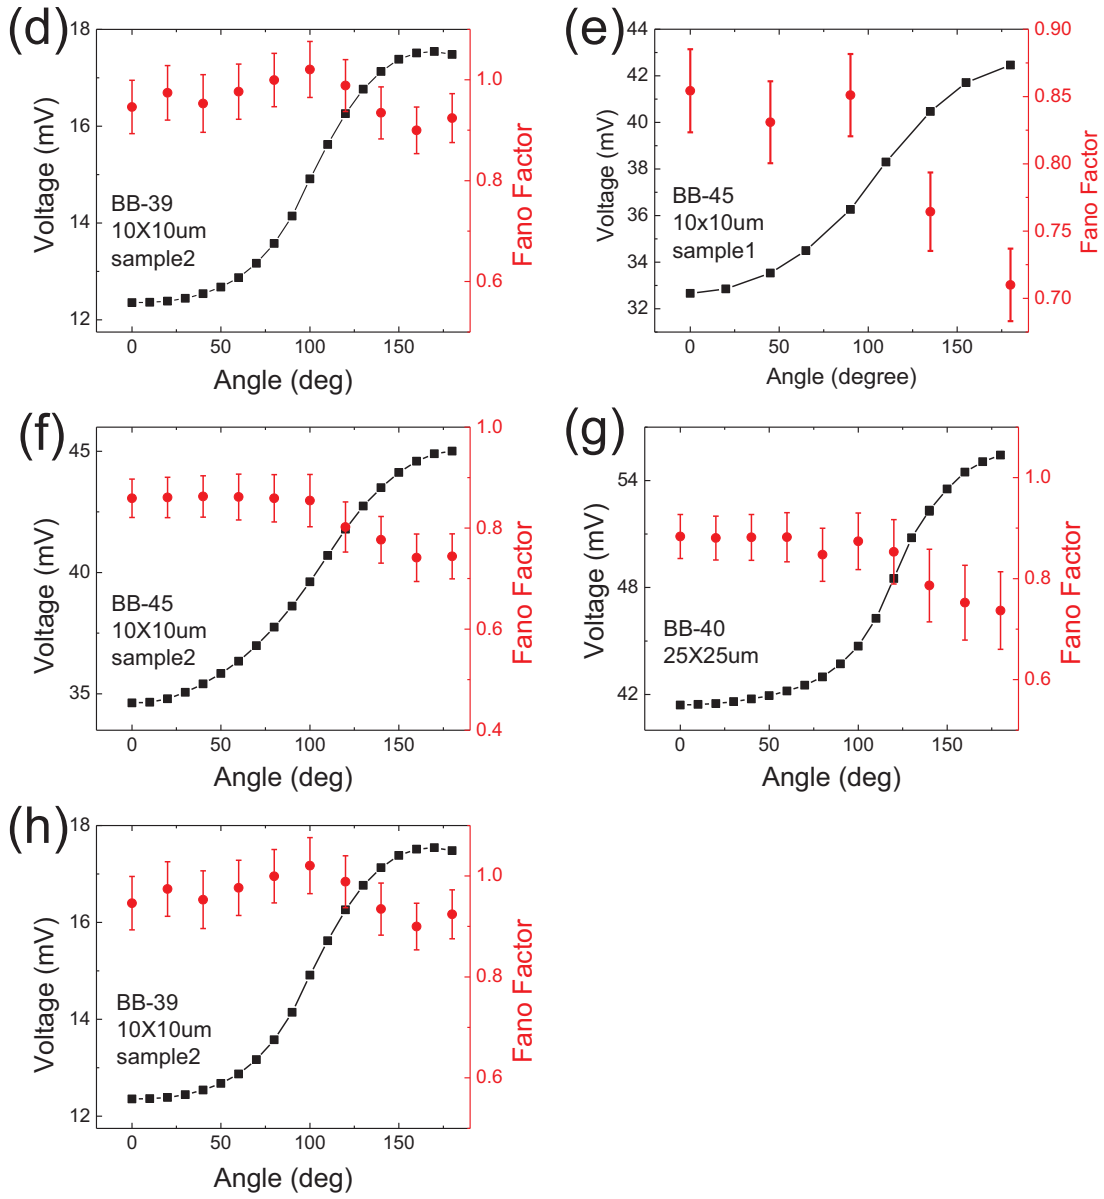 (d)
18
16
14
12
Voltage (mV)
BB-39
10X10um
sample2
1.0
0.8
0.6
Fano Factor
0
50
100
150
Angle (deg)
(e)
44
42
40
38
36
34
32
Voltage (mV)
BB-45
10x10um
sample1
0.90
0.85
0.80
0.75
0.70
Fano Factor
0
50
100
150
Angle (degree)
(f)
45
40
35
Voltage (mV)
BB-45
10X10um
sample2
1.0
0.8
0.6
0.4
Fano Factor
0
50
100
150
Angle (deg)
(g)
54
48
42
Voltage (mV)
BB-40
25X25um
1.0
0.8
0.6
Fano Factor
0
50
100
150
Angle (deg)
(h)
18
16
14
12
Voltage (mV)
BB-39
10X10um
sample2
1.0
0.8
0.6
Fano Factor
0
50
100
150
Angle (deg)